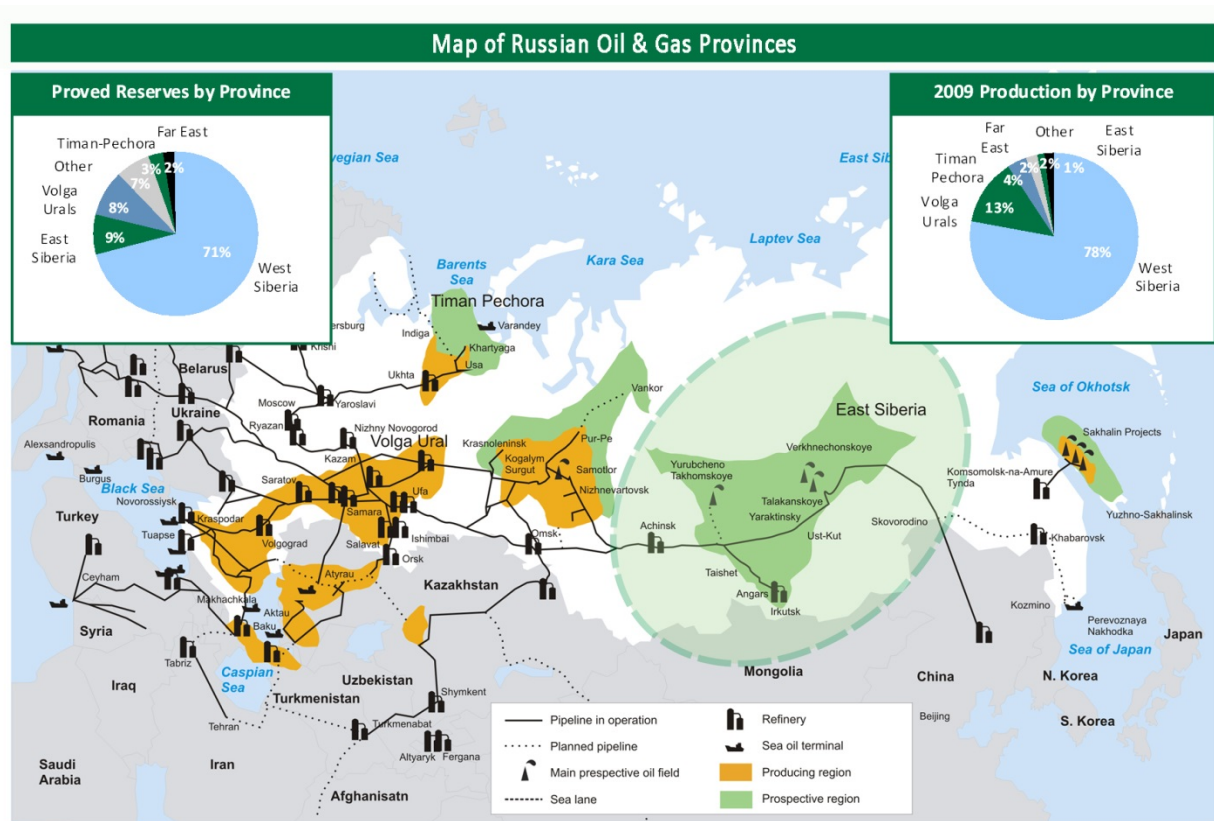 Map of Russian Oil & Gas Provinces
Proved Reserves by Province
Far East
Timan-Pechora
Other
Volga
Urals
East
Siberia
West
Siberia
2%
3%
7%
8%
9%
71%
2009 Production by Province
Other
East
Siberia
Far
East
Timan
Pechora
Volga
Urals
West
Siberia
1%
2%
2%
4%
13%
78%
Laptev Sea
Kara Sea
Barents
Sea
Timan Pechora
Varandey
Indiga
Khartyaga
Usa
Ukhta
Belarus
Moscow
Yaroslavi
Ryazan
Nizhny Novogorod
Ukraine
Romania
Volga Ural
Krasnoleninsk
Kogalym
Surgut
Pur-Pe
Vankor
Samotlor
Nizhnevartovsk
East Siberia
Verkhnechonskoye
Yurubcheno
Takhomskoye
Talakanskoye
Yaraktinsky
Ust-Kut
Skovorodino
Sea of Okhotsk
Sakhalin Projects
Komsomolsk-na-Amure
Tynda
Yuzhno-Sakhalinsk
Khabarovsk
Alexsandropulis
Burgus
Black Sea
Novorossiysk
Kraspodar
Tuapse
Turkey
Kazam
Saratov
Ufa
Samara
Volgograd
Salavat
Ishimbai
Orsk
Omsk
Achinsk
Taishet
Angars
Irkutsk
Atyrau
Kazakhstan
Ceyham
Makhachkala
Aktau
Baku
Syria
Tabriz
Caspian
Sea
Iraq
Uzbekistan
Turkmenistan
Shymkent
Tehran
Turkmenabat
Altyaryk
Fergana
Saudi
Arabia
Iran
Afghanisatn
Mongolia
China
Beijing
Kozmino
Perevoznaya
Nakhodka
Sea of Japan
Japan
N. Korea
S. Korea
Pipeline in operation
Planned pipeline
Main prespective oil field
Sea lane
Refinery
Sea oil terminal
Producing region
Prospective region